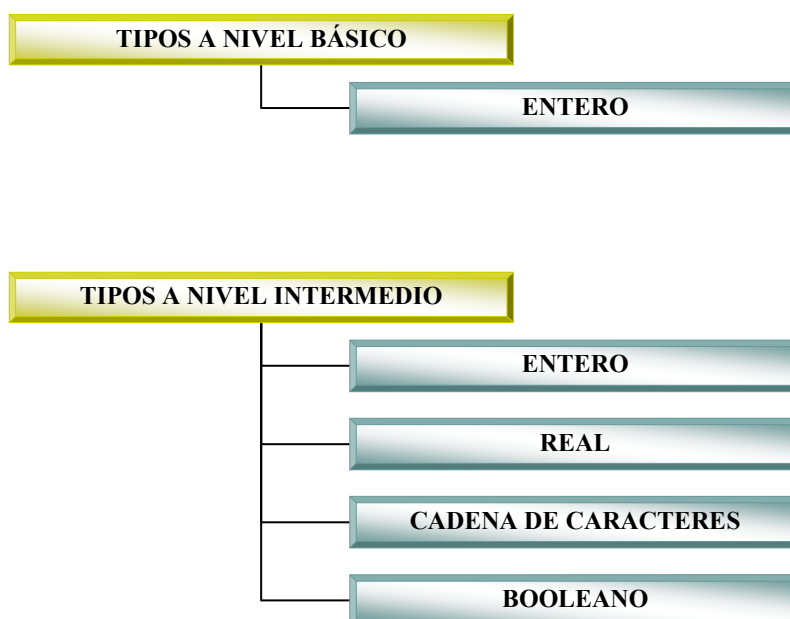 TIPOS A NIVEL BÁSICO
ENTERO
TIPOS A NIVEL INTERMEDIO
ENTERO
REAL
CADENA DE CARACTERES
BOOLEANO